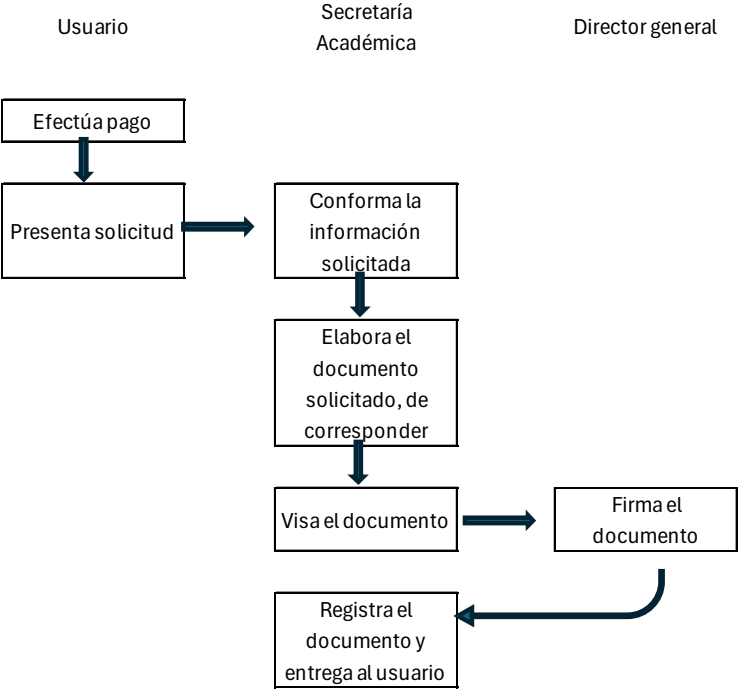 Usuario
Secretaría
Académica
Director general
Efectúa pago
Presenta solicitud
Conforma la
información
solicitada
Elabora el
documento
solicitado, de
corresponder
Visa el documento
Firma el
documento
Registra el
documento y
entrega al usuario